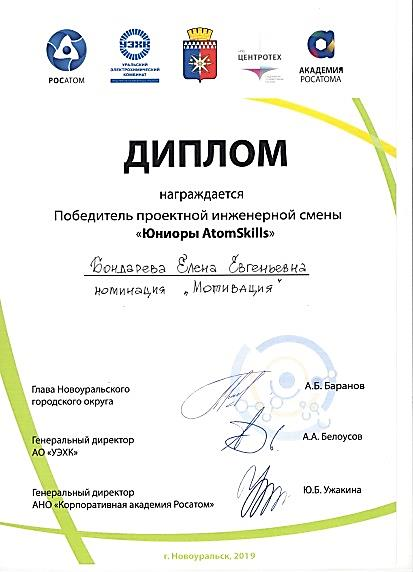 РОСАТОМ
УЭХК
УРАЛЬСКИЙ
ЭЛЕКТРОХИМИЧЕСКИЙ
КОМБИНАТ
ЦЕНТРОТЕХ
АКАДЕМИЯ
РОСАТОМА
ДИПЛОМ
награждается
Победитель проектной инженерной смены
«Юниоры AtomSkills»
Бондарева Елена Евгеньевна
номинация „Мотивация"
Глава Новоуральского
городского округа
А.Б. Баранов
Генеральный директор
АО «УЭХК»
А.А. Белоусов
Генеральный директор
АНО «Корпоративная академия Росатом»
Ю.Б. Ужакина
г. Новоуральск, 2019